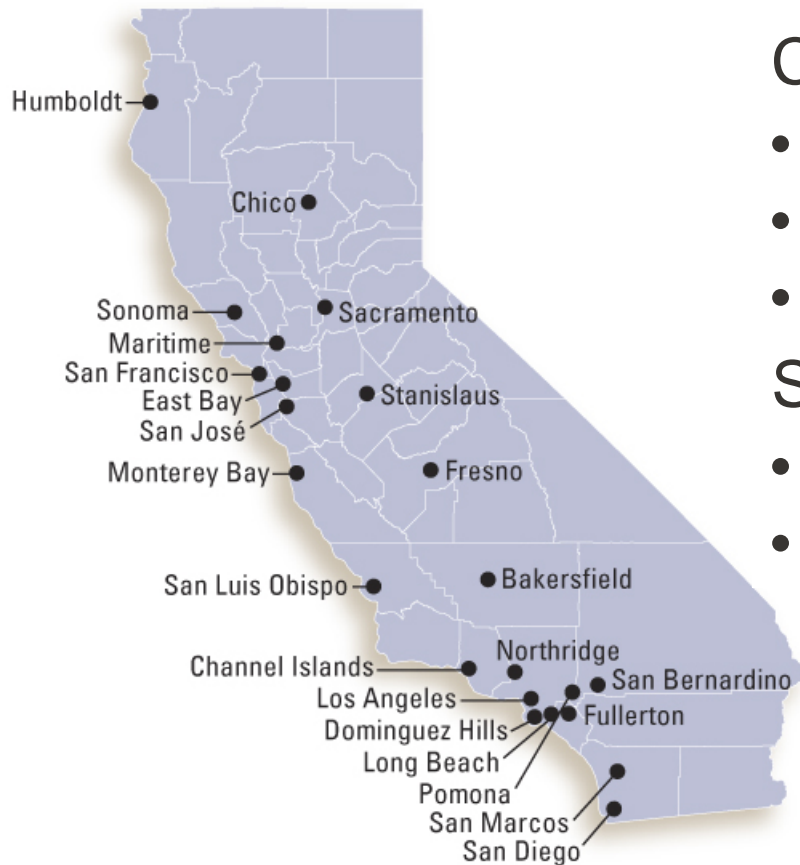 Humboldt
Chico
Sonoma
Sacramento
Maritime
San Francisco
East Bay
Stanislaus
San José
Monterey Bay
Fresno
San Luis Obispo
Bakersfield
Northridge
Channel Islands
San Bernardino
Los Angeles
Fullerton
Dominguez Hills
Long Beach
Pomona
San Marcos
San Diego